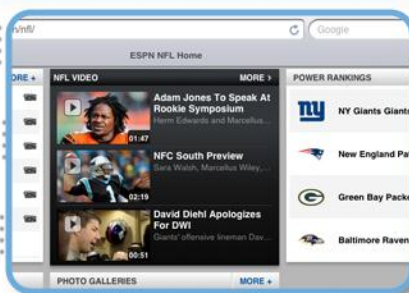 n/nfl/
Google
ESPN NFL Home
ORE +
NFL VIDEO
MORE >
POWER RANKINGS
Adam Jones To Speak At
Rookie Symposium
Herm Edwards and Marcellus...
01:47
NFC South Preview
Sara Walsh, Marcellus Wiley,...
02:19
David Diehl Apologizes
For DWI
Giants' offensive lineman Dav...
00:51
ny
NY Giants Giants
New England Pat
G
Green Bay Packe
Baltimore Raven
PHOTO GALLERIES
MORE +